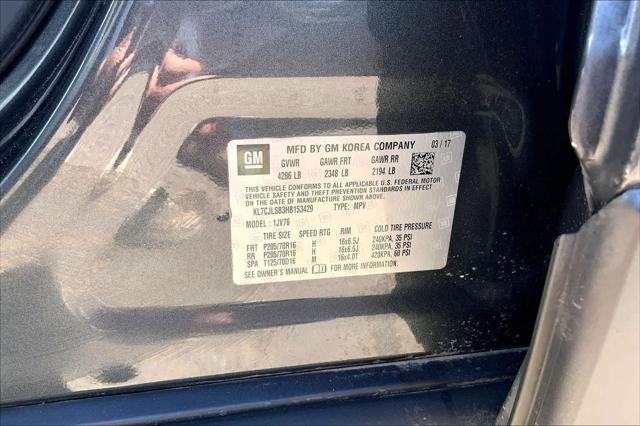 GM MFD BY GM KOREA COMPANY 03/17
GVWR GAWR FRT GAWR RR
4286 LB 2348 LB 2194 LB
THIS VEHICLE CONFORMS TO ALL APPLICABLE U.S. FEDERAL MOTOR
VEHICLE SAFETY AND THEFT PREVENTION STANDARDS IN EFFECT
ON THE DATE OF MANUFACTURE SHOWN ABOVE.
KL7CJLSB3HB153429 TYPE: MPV
MODEL: 1JV76
TIRE SIZE SPEED RTG RIM COLD TIRE PRESSURE
FRT P205/70R16 H 16x6.5J 240KPA, 35 PSI
RR P205/70R16 H 16x6.5J 240KPA, 35 PSI
SPA T125/70D16 M 16x4.0T 420KPA, 60 PSI
SEE OWNER'S MANUAL FOR MORE INFORMATION.